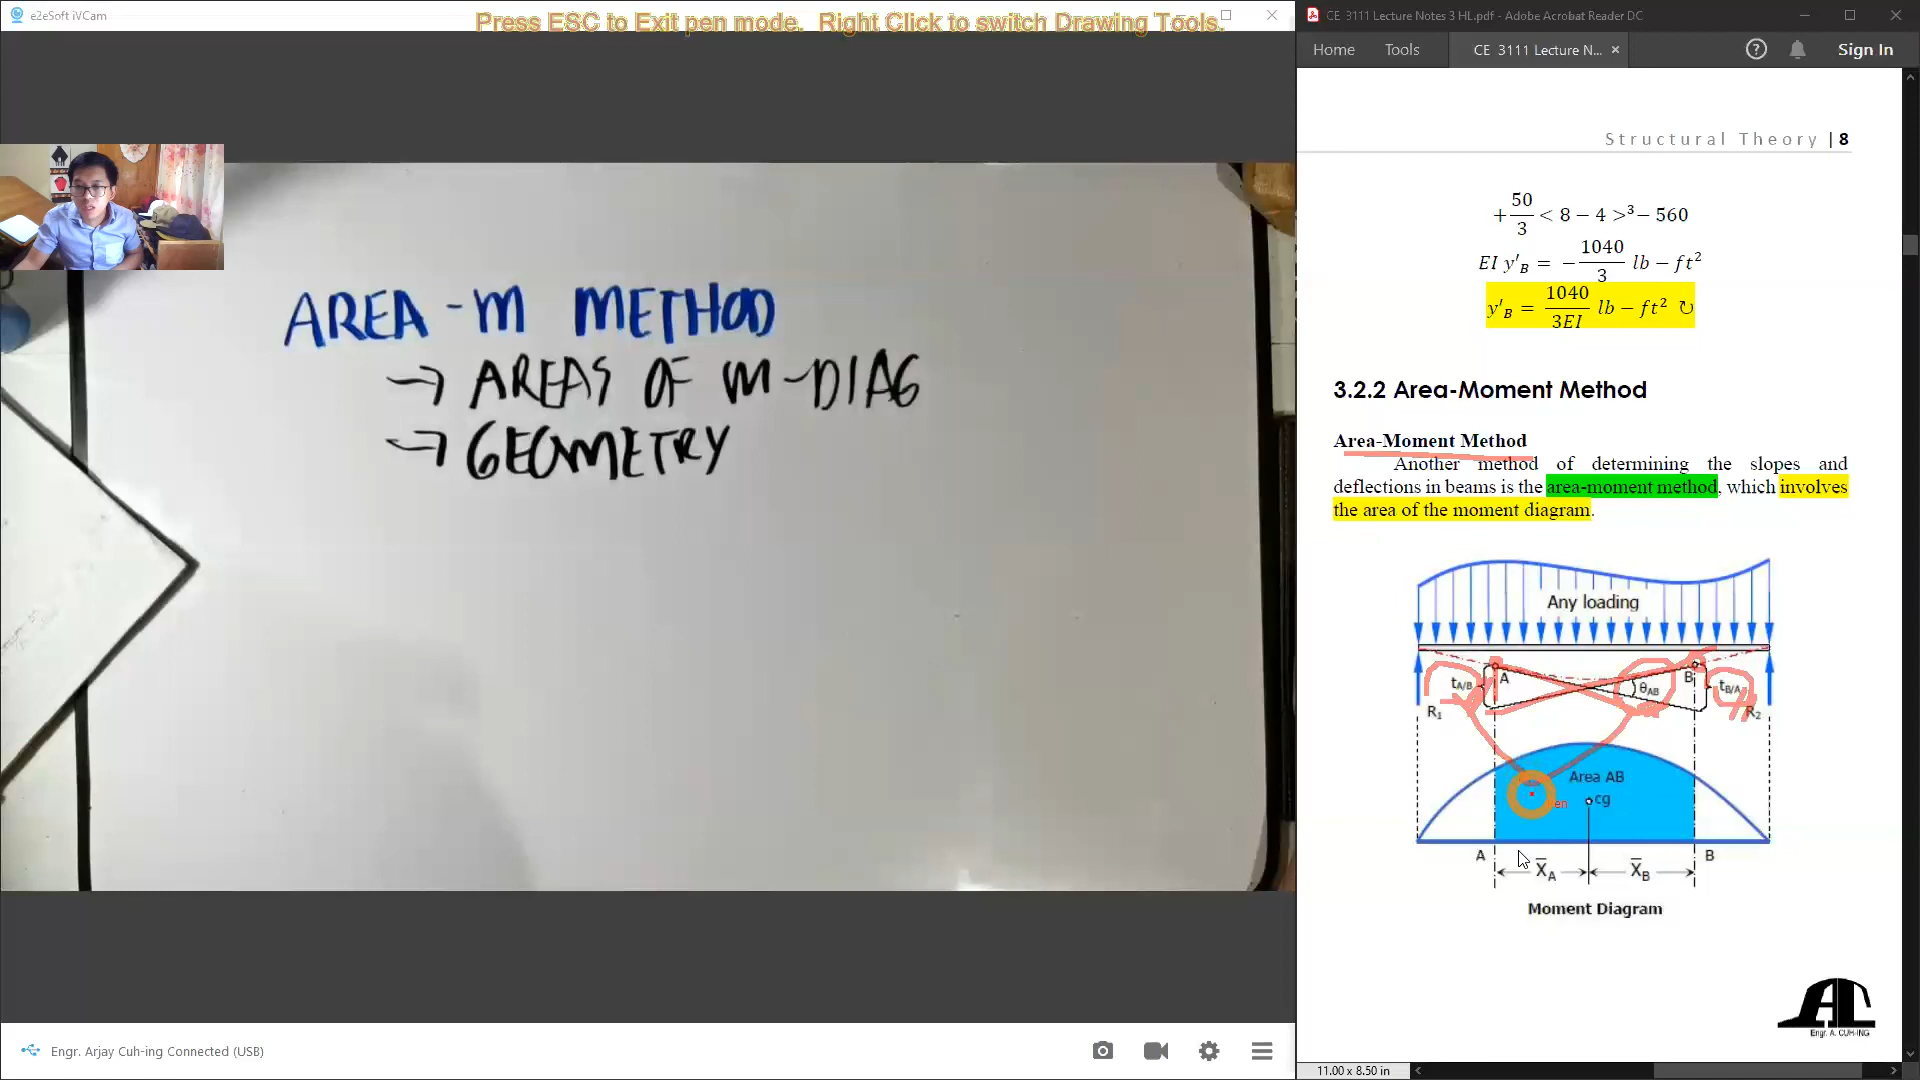 e2eSoft iVCam
Press ESC to Exit pen mode. Right Click to switch Drawing Tools.
AREA-M METHOD
→ AREAS OF M-DIAG
→ GEOMETRY
Engr. Arjay Cuh-ing Connected (USB)
CE 3111 Lecture Notes 3 HL.pdf - Adobe Acrobat Reader DC
Home Tools CE 3111 Lecture N... × ? Sign In
Structural Theory | 8
+50/3 < 8 − 4 >³− 560
EI y'B = −1040/3 lb − ft²
y'B = 1040/3EI lb − ft² ↻
3.2.2 Area-Moment Method
Area-Moment Method
Another method of determining the slopes and
deflections in beams is the area-moment method, which involves
the area of the moment diagram.
Any loading
tA/B A θAB B tB/A
R1 R2
Area AB
cg
Pen
A B
X̅A X̅B
Moment Diagram
Engr. A. CUH-ING
11.00 x 8.50 in